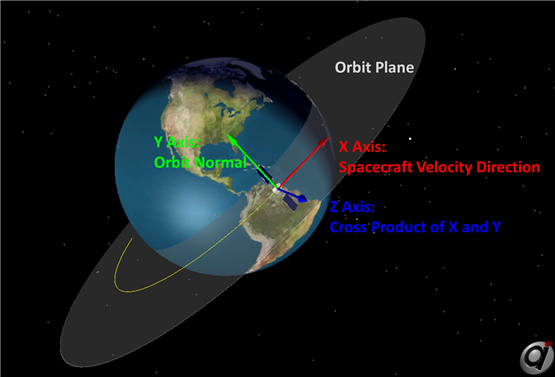 Orbit Plane
Y Axis:
Orbit Normal
X Axis:
Spacecraft Velocity Direction
Z Axis:
Cross Product of X and Y